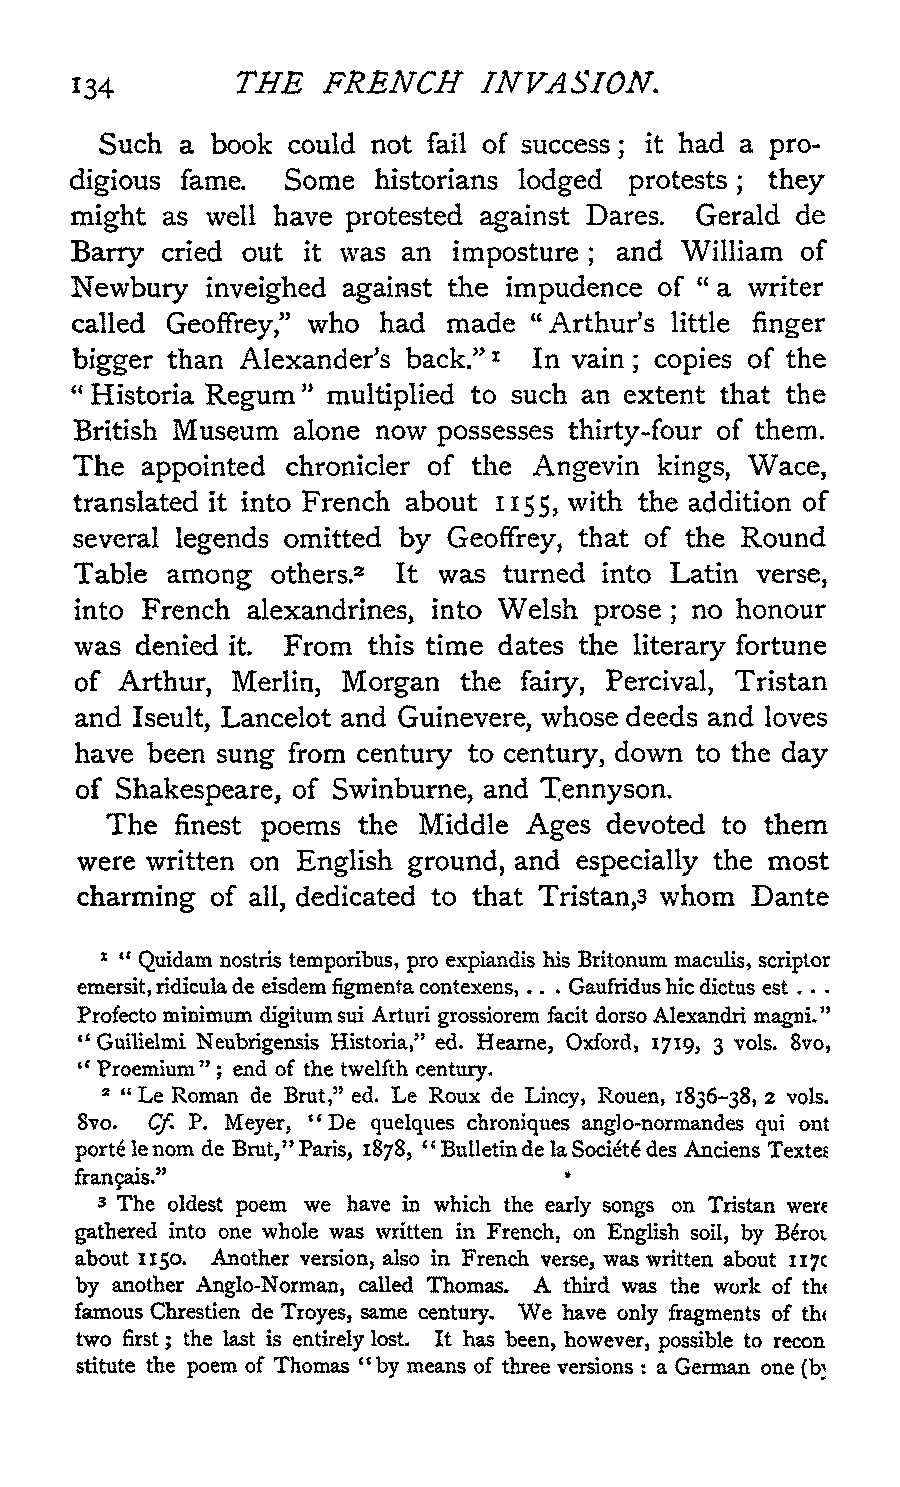 134 THE FRENCH INVASION.
Such a book could not fail of success ; it had a pro-
digious fame. Some historians lodged protests ; they
might as well have protested against Dares. Gerald de
Barry cried out it was an imposture ; and William of
Newbury inveighed against the impudence of “ a writer
called Geoffrey,” who had made “ Arthur’s little finger
bigger than Alexander’s back.” ¹ In vain ; copies of the
“ Historia Regum ” multiplied to such an extent that the
British Museum alone now possesses thirty-four of them.
The appointed chronicler of the Angevin kings, Wace,
translated it into French about 1155, with the addition of
several legends omitted by Geoffrey, that of the Round
Table among others.² It was turned into Latin verse,
into French alexandrines, into Welsh prose ; no honour
was denied it. From this time dates the literary fortune
of Arthur, Merlin, Morgan the fairy, Percival, Tristan
and Iseult, Lancelot and Guinevere, whose deeds and loves
have been sung from century to century, down to the day
of Shakespeare, of Swinburne, and Tennyson.
The finest poems the Middle Ages devoted to them
were written on English ground, and especially the most
charming of all, dedicated to that Tristan,³ whom Dante
¹ “ Quidam nostris temporibus, pro expiandis his Britonum maculis, scriptor
emersit, ridicula de eisdem figmenta contexens, . . . Gaufridus hic dictus est . . .
Profecto minimum digitum sui Arturi grossiorem facit dorso Alexandri magni.”
“ Guilielmi Neubrigensis Historia,” ed. Hearne, Oxford, 1719, 3 vols. 8vo,
“ Proemium ” ; end of the twelfth century.
² “ Le Roman de Brut,” ed. Le Roux de Lincy, Rouen, 1836–38, 2 vols.
8vo. Cf. P. Meyer, “ De quelques chroniques anglo-normandes qui ont
porté le nom de Brut,” Paris, 1878, “ Bulletin de la Société des Anciens Textes
français.”
³ The oldest poem we have in which the early songs on Tristan were
gathered into one whole was written in French, on English soil, by Bérou
about 1150. Another version, also in French verse, was written about 1170
by another Anglo-Norman, called Thomas. A third was the work of the
famous Chrestien de Troyes, same century. We have only fragments of the
two first ; the last is entirely lost. It has been, however, possible to recon
stitute the poem of Thomas “ by means of three versions : a German one (by